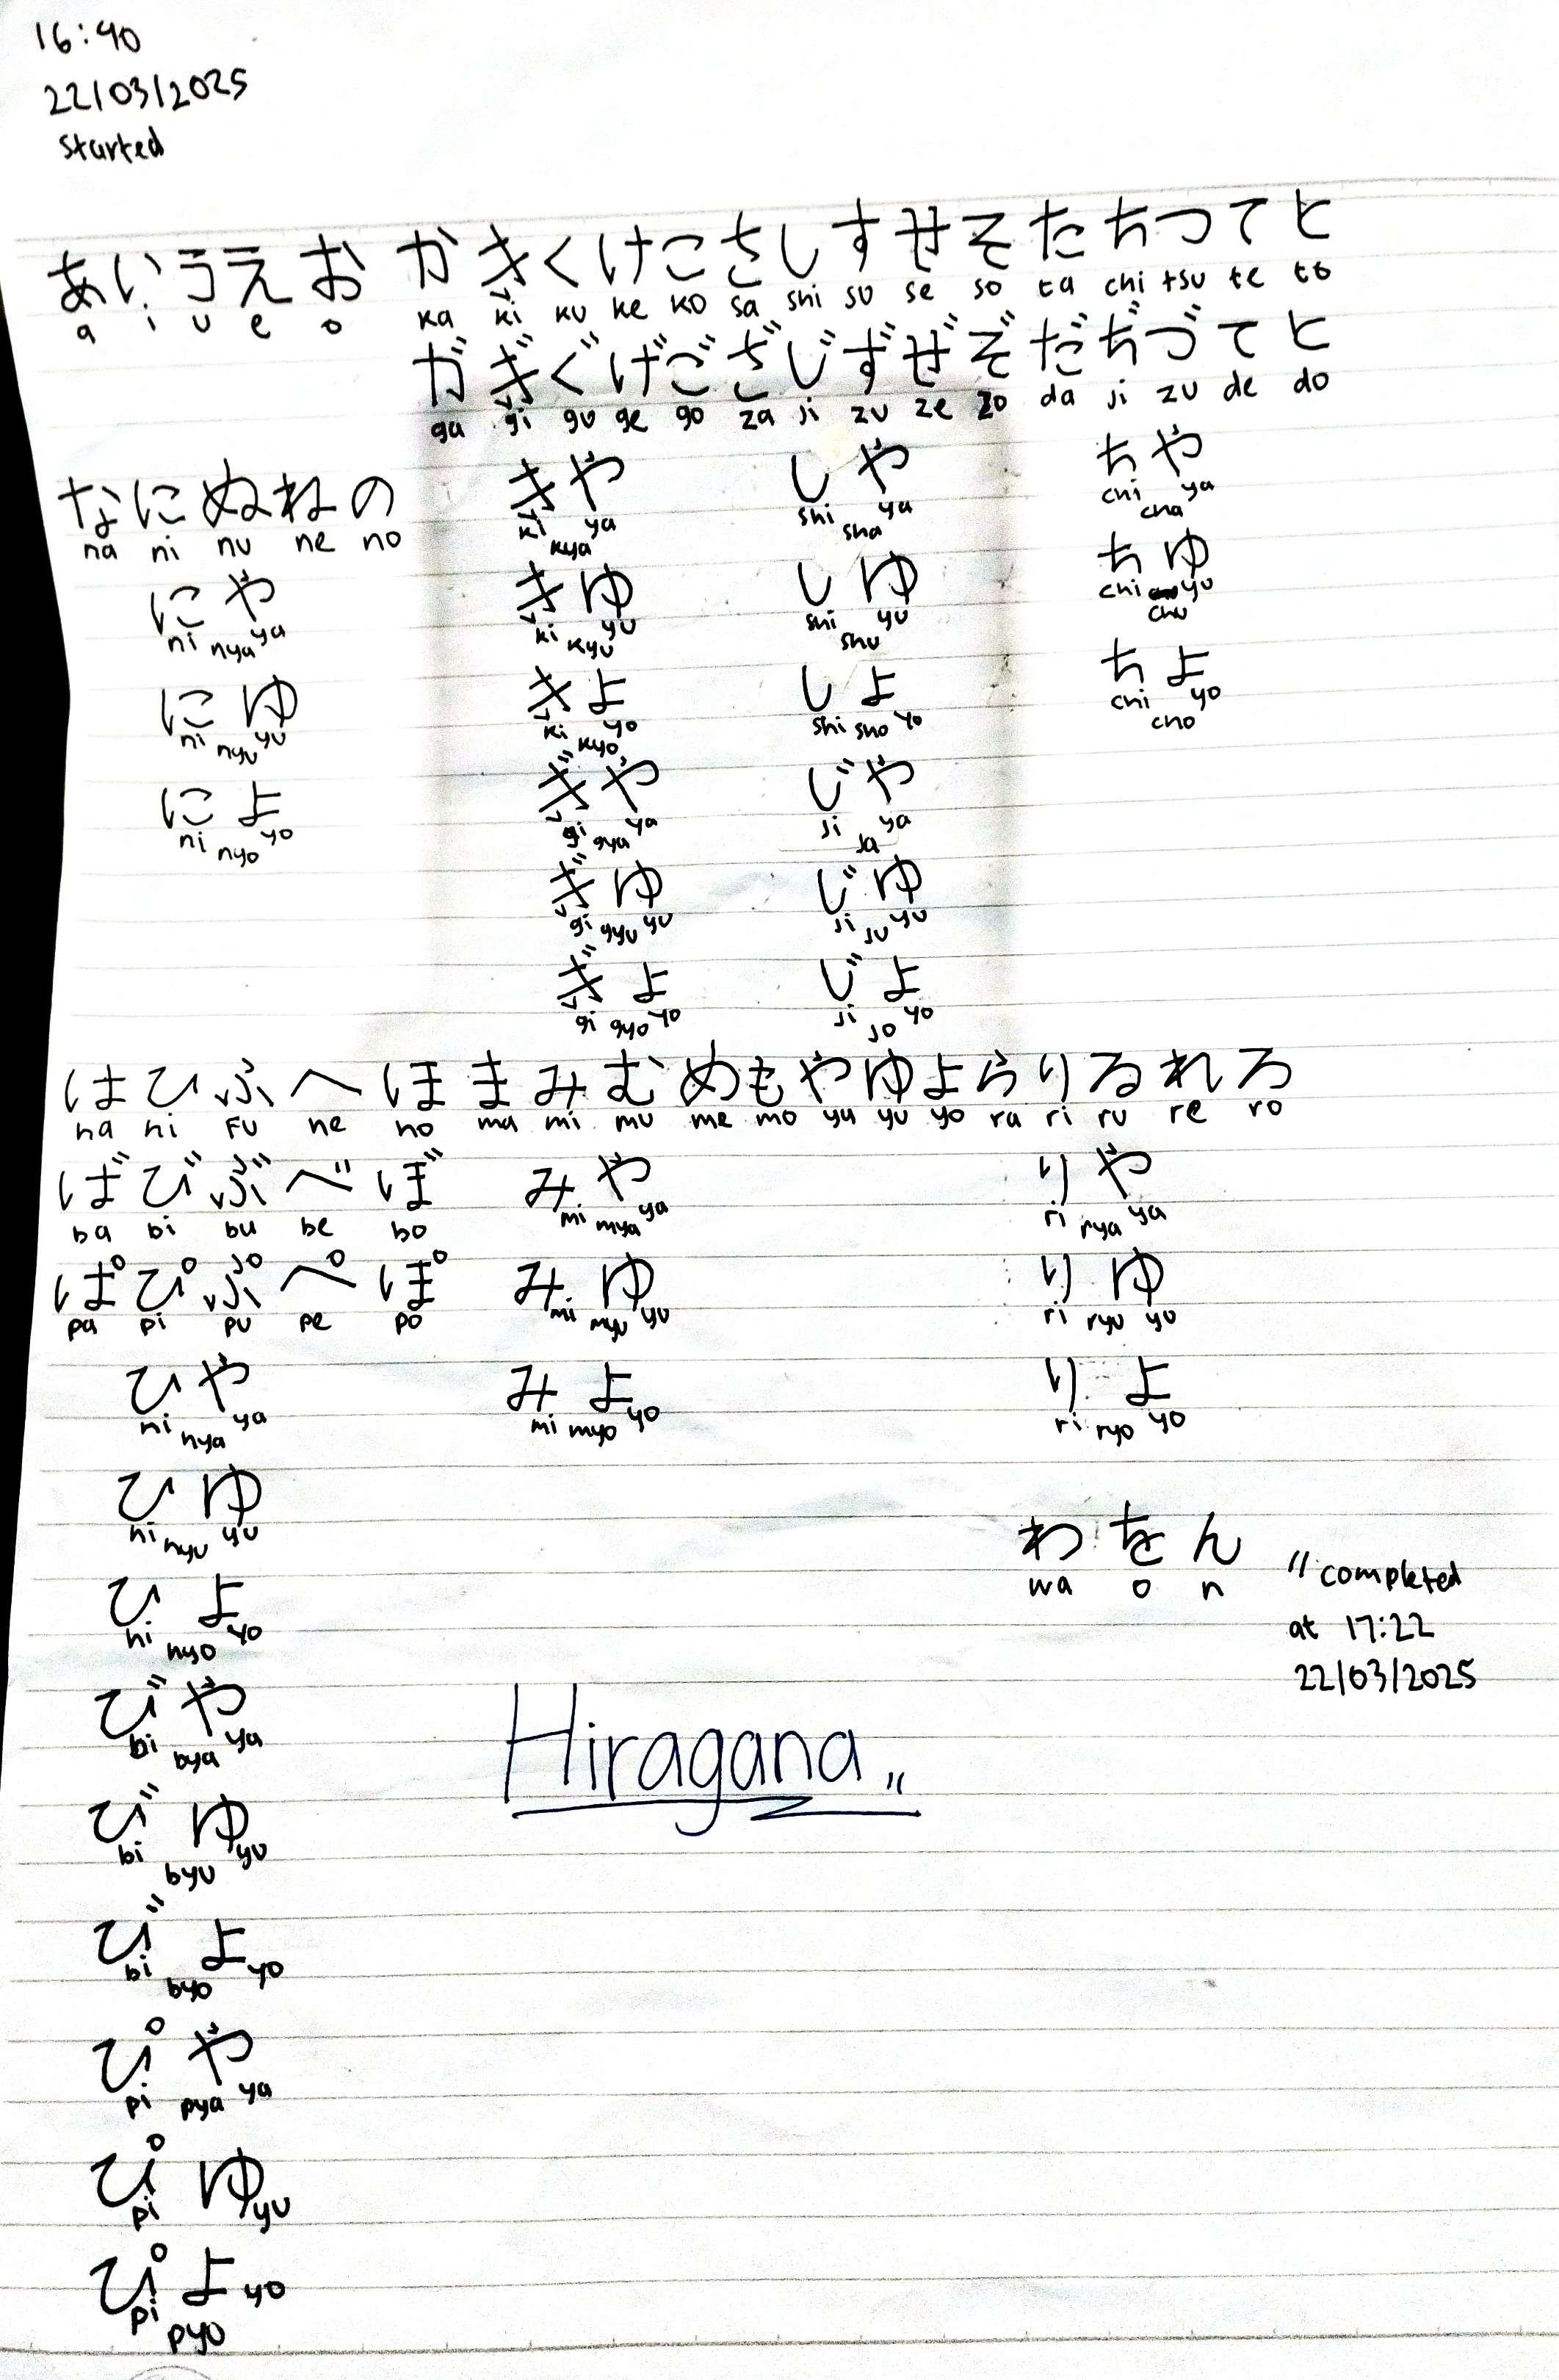 16:40
22/03/2025
started
あ い う え お か き く け こ さ し す せ そ た ち つ て と
a i u e o ka ki ku ke ko sa shi su se so ta chi tsu te to
が ぎ ぐ げ ご ざ じ ず ぜ ぞ だ ぢ づ て と
ga gi gu ge go za ji zu ze zo da ji zu de do
な に ぬ ね の
na ni nu ne no
に や
ni nya ya
に ゆ
ni nyu yu
に よ
ni nyo yo
き や
ki kya ya
き ゆ
ki kyu yu
き よ
ki kyo yo
ぎ や
gi gya ya
ぎ ゆ
gi gyu yu
ぎ よ
gi gyo yo
し や
shi sha ya
し ゆ
shi shu yu
し よ
shi sho yo
じ や
ji ja ya
じ ゆ
ji ju yu
じ よ
ji jo yo
ち や
chi cha ya
ち ゆ
chi chu yu
ち よ
chi cho yo
は ひ ふ へ ほ ま み む め も や ゆ よ ら り る れ ろ
ha hi fu he ho ma mi mu me mo ya yu yo ra ri ru re ro
ば び ぶ べ ぼ
ba bi bu be bo
ぱ ぴ ぷ ぺ ぽ
pa pi pu pe po
ひ や
hi hya ya
ひ ゆ
hi hyu yu
ひ よ
hi hyo yo
び や
bi bya ya
び ゆ
bi byu yu
び よ
bi byo yo
ぴ や
pi pya ya
ぴ ゆ
pi yu
ぴ よ
pi pyo yo
み や
mi mya ya
み ゆ
mi myu yu
み よ
mi myo yo
り や
ri rya ya
り ゆ
ri ryu yu
り よ
ri ryo yo
わ を ん
wa o n
"completed
at 17:22
22/03/2025
Hiragana "